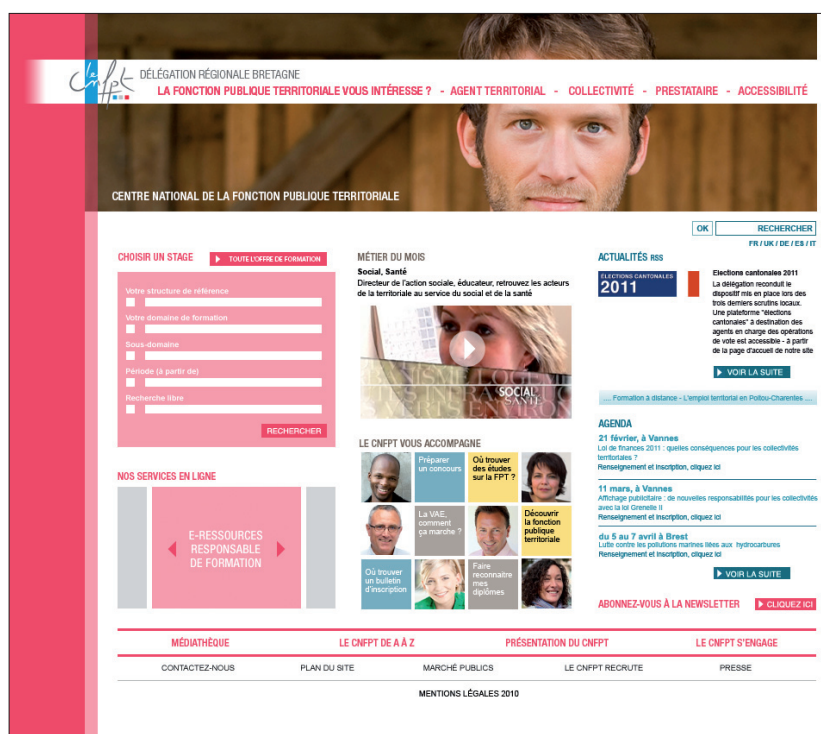 le
cnfpt
DÉLÉGATION RÉGIONALE BRETAGNE
LA FONCTION PUBLIQUE TERRITORIALE VOUS INTÉRESSE ? - AGENT TERRITORIAL - COLLECTIVITÉ - PRESTATAIRE - ACCESSIBILITÉ
CENTRE NATIONAL DE LA FONCTION PUBLIQUE TERRITORIALE
OK RECHERCHER
FR / UK / DE / ES / IT
CHOISIR UN STAGE
TOUTE L'OFFRE DE FORMATION
Votre structure de référence
Votre domaine de formation
Sous-domaine
Période (à partir de)
Recherche libre
RECHERCHER
NOS SERVICES EN LIGNE
E-RESSOURCES
RESPONSABLE
DE FORMATION
MÉTIER DU MOIS
Social, Santé
Directeur de l'action sociale, éducateur, retrouvez les acteurs
de la territoriale au service du social et de la santé
SOCIAL
SANTÉ
LE CNFPT VOUS ACCOMPAGNE
Préparer
un concours
Où trouver
des études
sur la FPT ?
La VAE,
comment
ça marche ?
Découvrir
la fonction
publique
territoriale
Où trouver
un bulletin
d'inscription
Faire
reconnaître
mes
diplômes
ACTUALITÉS RSS
ELECTIONS CANTONALES
2011
Elections cantonales 2011
La délégation reconduit le
dispositif mis en place lors des
trois derniers scrutins locaux.
Une plateforme "élections
cantonales" à destination des
agents en charge des opérations
de vote est accessible - à partir
de la page d'accueil de notre site
VOIR LA SUITE
.... Formation à distance - L'emploi territorial en Poitou-Charentes ....
AGENDA
21 février, à Vannes
Loi de finances 2011 : quelles conséquences pour les collectivités
territoriales ?
Renseignement et inscription, cliquez ici
11 mars, à Vannes
Affichage publicitaire : de nouvelles responsabilités pour les collectivités
avec la loi Grenelle II
Renseignement et inscription, cliquez ici
du 5 au 7 avril à Brest
Lutte contre les pollutions marines liées aux hydrocarbures
Renseignement et inscription, cliquez ici
VOIR LA SUITE
ABONNEZ-VOUS À LA NEWSLETTER
CLIQUEZ ICI
MÉDIATHÈQUE LE CNFPT DE A À Z PRÉSENTATION DU CNFPT LE CNFPT S'ENGAGE
CONTACTEZ-NOUS PLAN DU SITE MARCHÉ PUBLICS LE CNFPT RECRUTE PRESSE
MENTIONS LÉGALES 2010